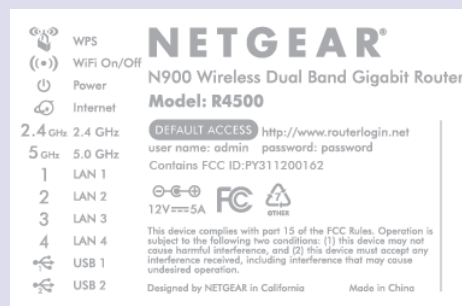 WPS
WiFi On/Off
Power
Internet
2.4 GHz 2.4 GHz
5 GHz 5.0 GHz
1 LAN 1
2 LAN 2
3 LAN 3
4 LAN 4
1 USB 1
2 USB 2
NETGEAR®
N900 Wireless Dual Band Gigabit Router
Model: R4500
DEFAULT ACCESS http://www.routerlogin.net
user name: admin password: password
Contains FCC ID:PY311200162
12V 5A
FC
7
OTHER
This device complies with part 15 of the FCC Rules. Operation is
subject to the following two conditions: (1) this device may not
cause harmful interference, and (2) this device must accept any
interference received, including interference that may cause
undesired operation.
Designed by NETGEAR in California Made in China